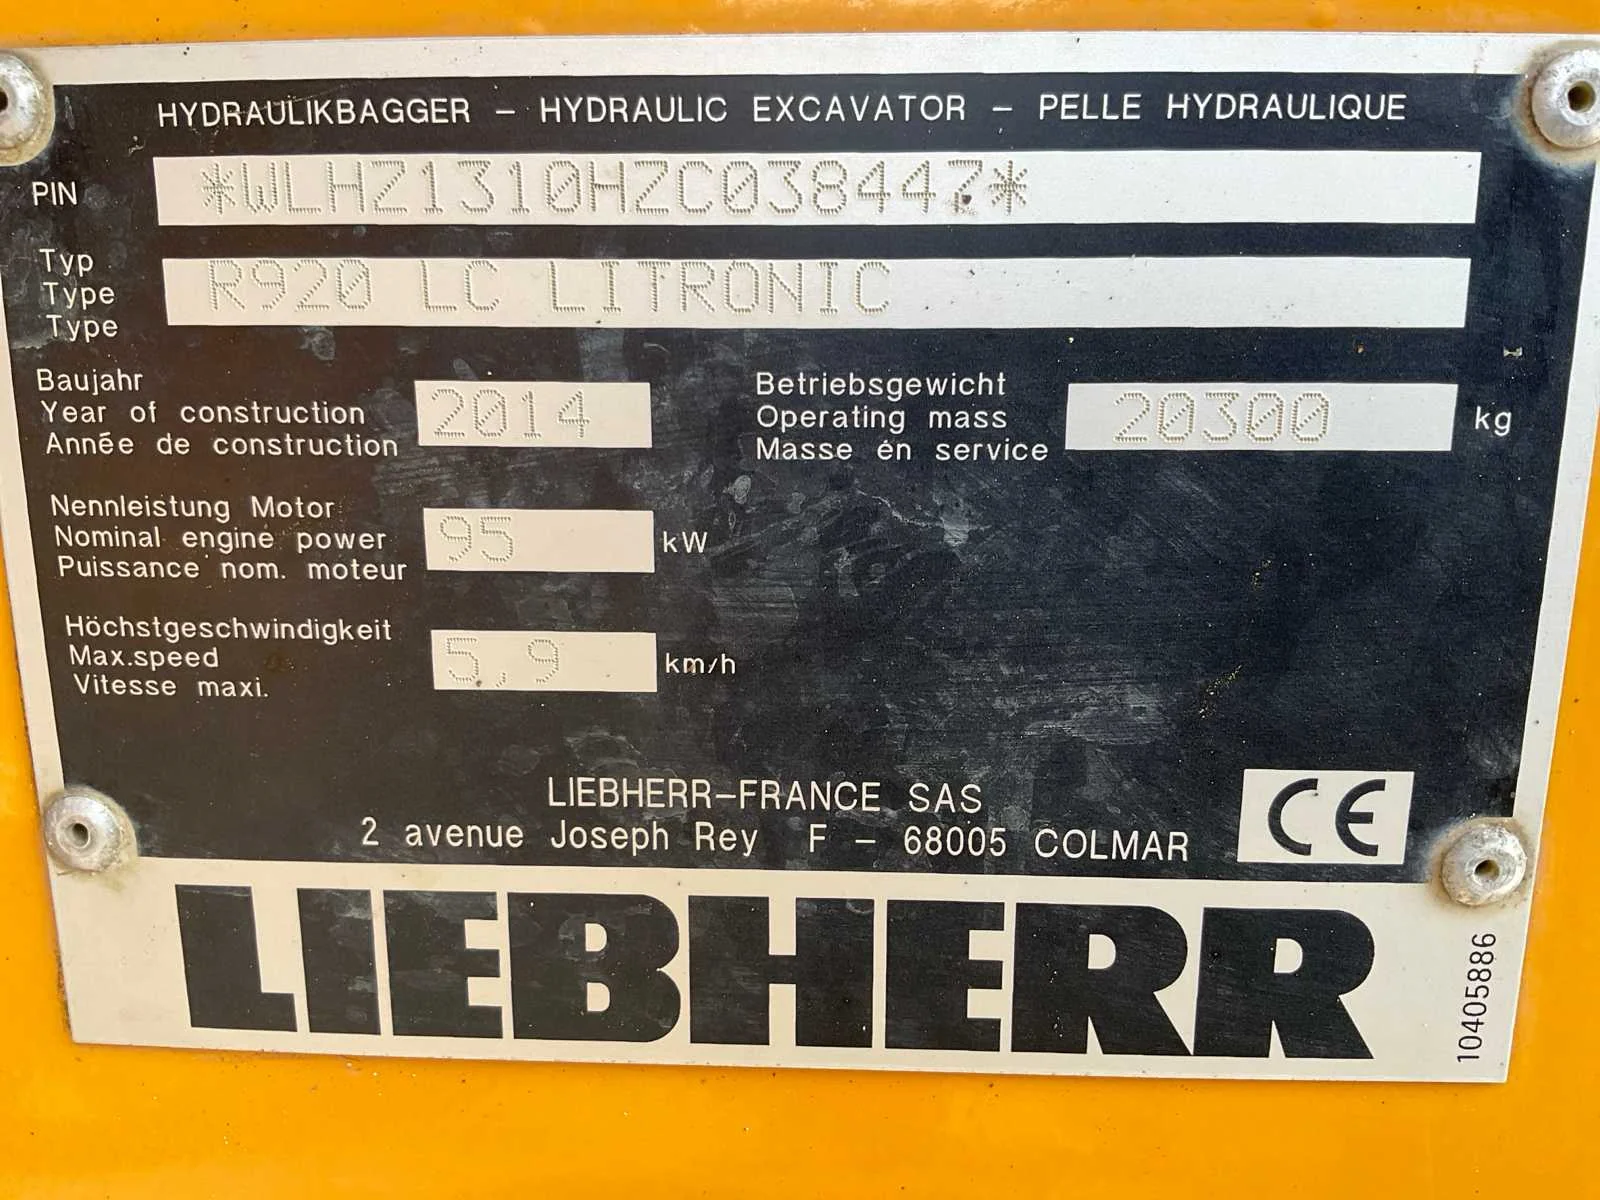 HYDRAULIKBAGGER – HYDRAULIC EXCAVATOR – PELLE HYDRAULIQUE
PIN *WLHZ1310HZC038447*
Typ
Type
Type
R920 LC LITRONIC
Baujahr
Year of construction
Année de construction
2014
Betriebsgewicht
Operating mass
Masse én service
20300 kg
Nennleistung Motor
Nominal engine power
Puissance nom. moteur
95 kW
Höchstgeschwindigkeit
Max.speed
Vitesse maxi.
5,9 km/h
LIEBHERR–FRANCE SAS
2 avenue Joseph Rey F – 68005 COLMAR
CE
LIEBHERR
10405886